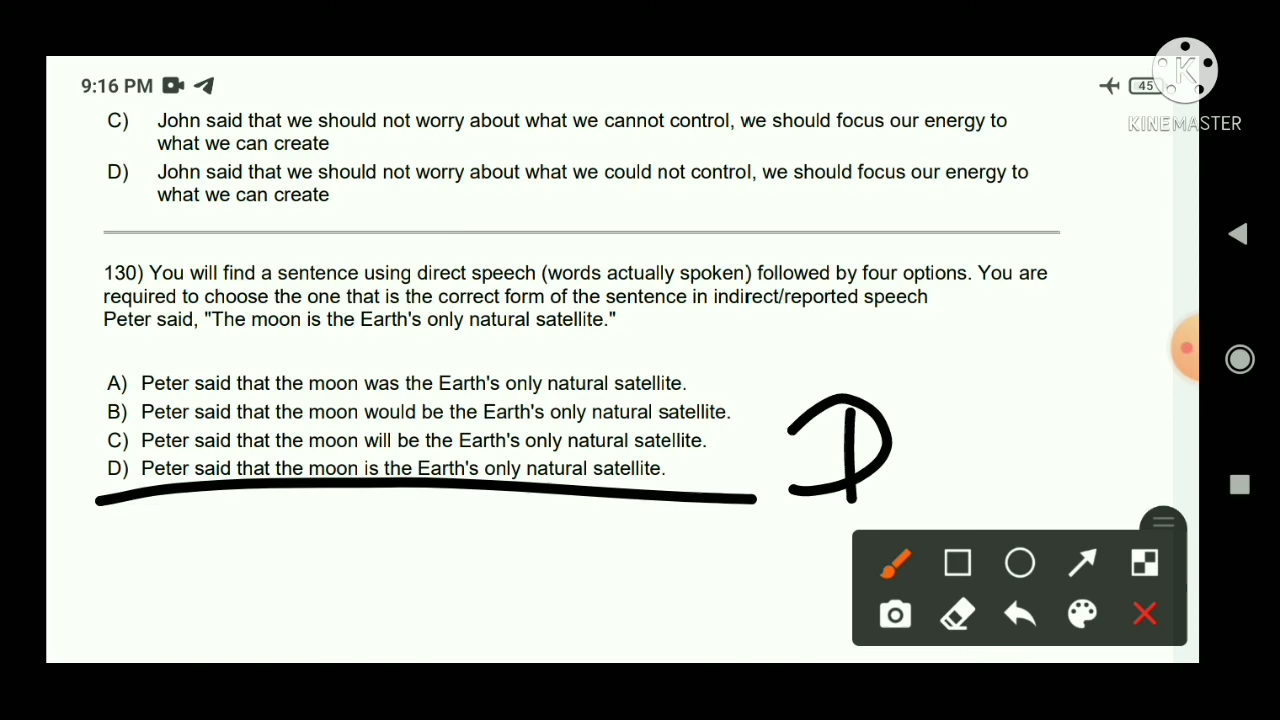 9:16 PM
45
K
KINEMASTER
C) John said that we should not worry about what we cannot control, we should focus our energy to
what we can create
D) John said that we should not worry about what we could not control, we should focus our energy to
what we can create
130) You will find a sentence using direct speech (words actually spoken) followed by four options. You are
required to choose the one that is the correct form of the sentence in indirect/reported speech
Peter said, "The moon is the Earth's only natural satellite."
A) Peter said that the moon was the Earth's only natural satellite.
B) Peter said that the moon would be the Earth's only natural satellite.
C) Peter said that the moon will be the Earth's only natural satellite.
D) Peter said that the moon is the Earth's only natural satellite.
D